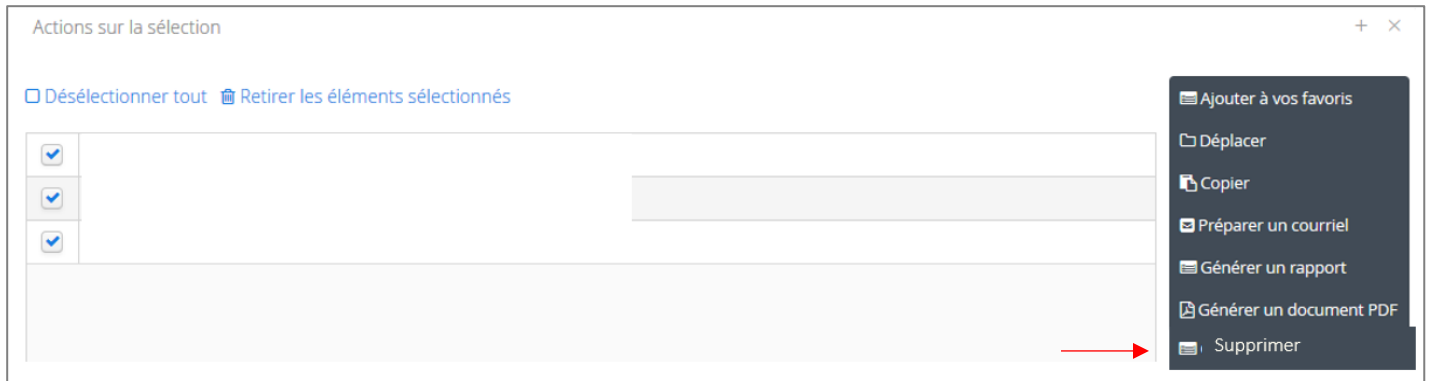 Actions sur la sélection
Désélectionner tout Retirer les éléments sélectionnés
Ajouter à vos favoris
Déplacer
Copier
Préparer un courriel
Générer un rapport
Générer un document PDF
Supprimer